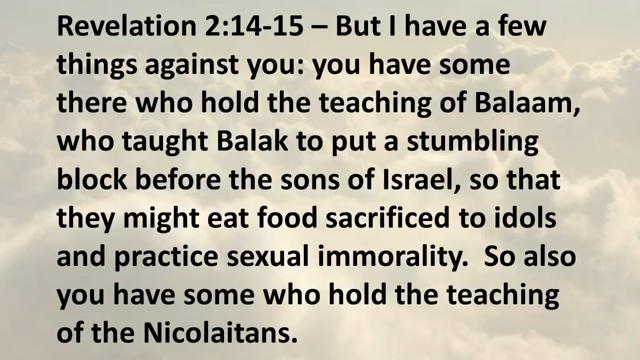 Revelation 2:14-15 – But I have a few
things against you: you have some
there who hold the teaching of Balaam,
who taught Balak to put a stumbling
block before the sons of Israel, so that
they might eat food sacrificed to idols
and practice sexual immorality.  So also
you have some who hold the teaching
of the Nicolaitans.